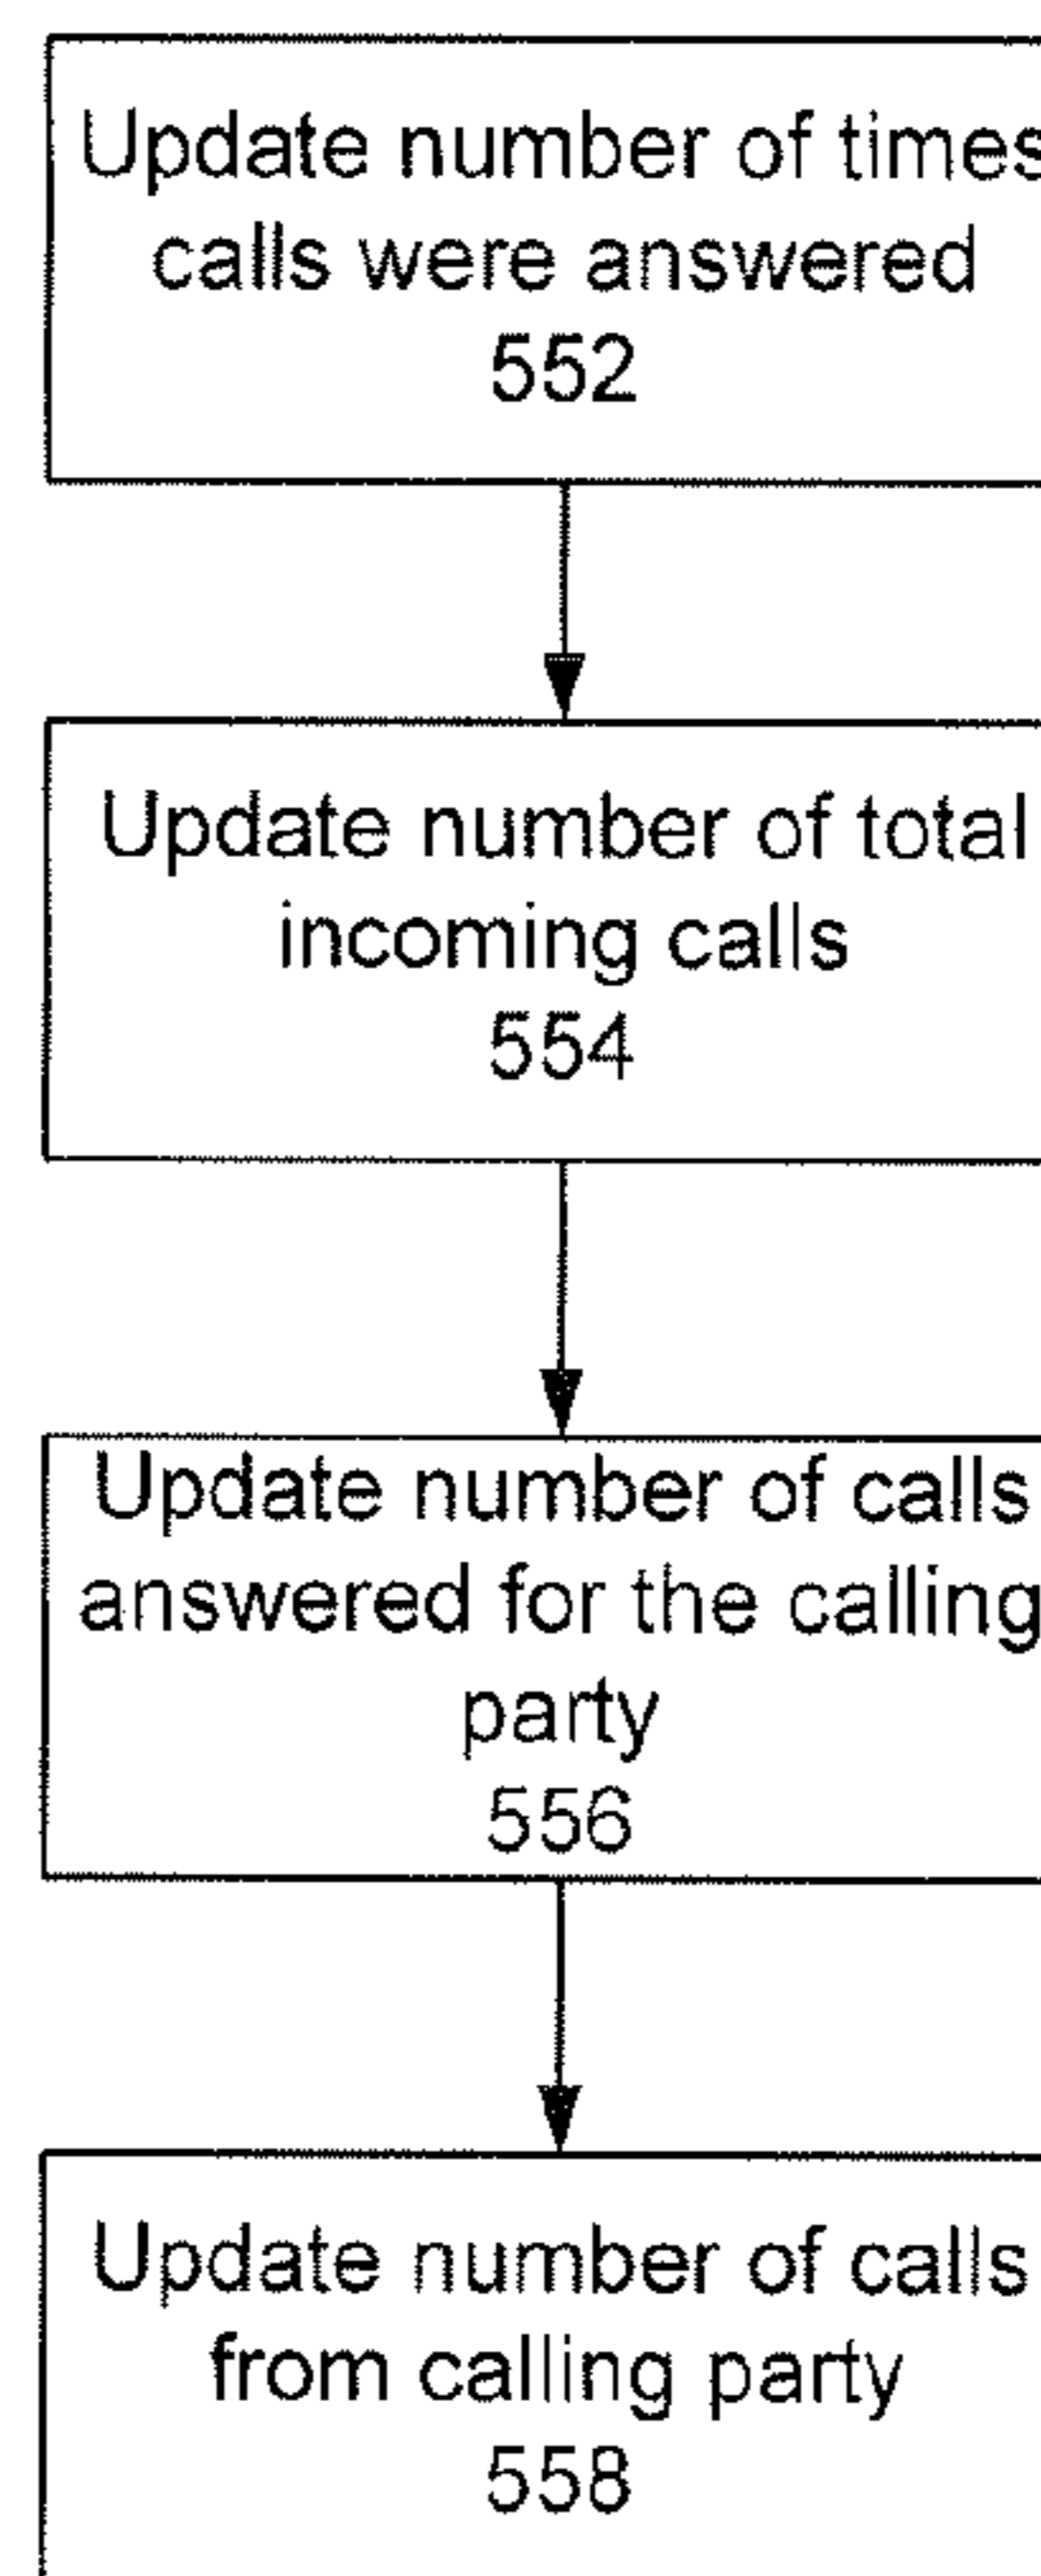 Update number of times
calls were answered
552
Update number of total
incoming calls
554
Update number of calls
answered for the calling
party
556
Update number of calls
from calling party
558